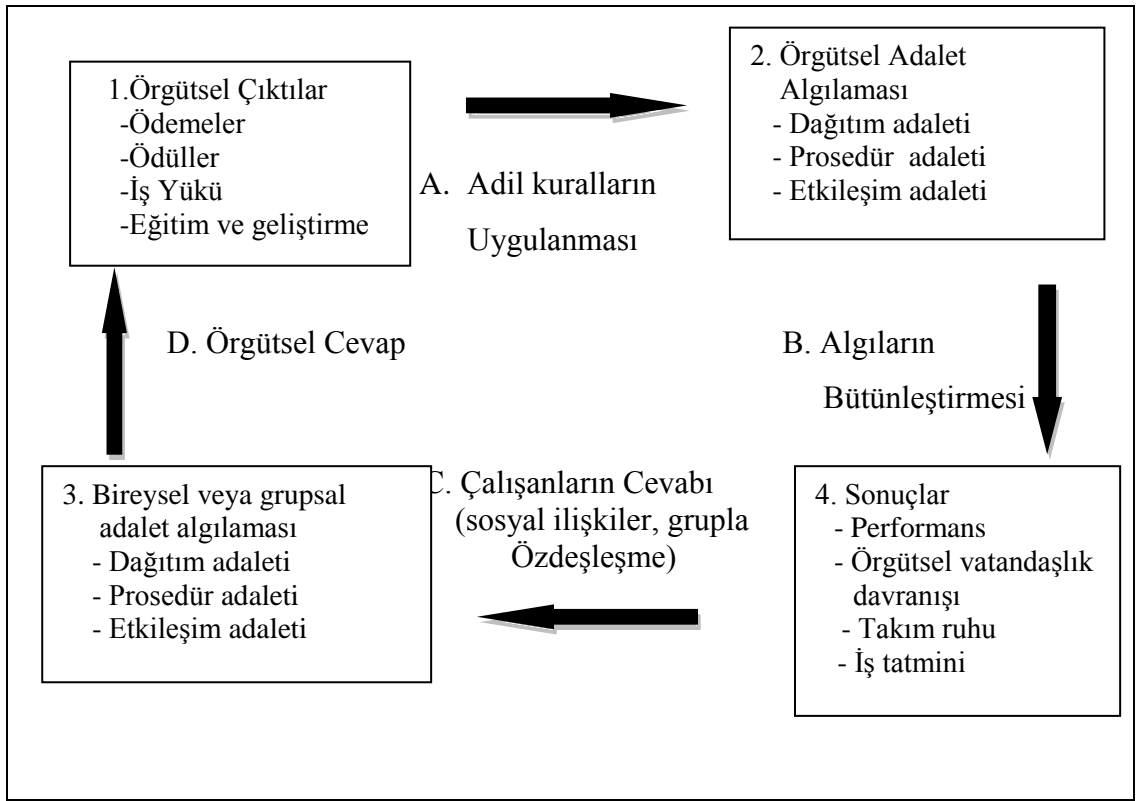 1.Örgütsel Çıktılar
-Ödemeler
-Ödüller
-İş Yükü
-Eğitim ve geliştirme
A. Adil kuralların
Uygulanması
2. Örgütsel Adalet
Algılaması
- Dağıtım adaleti
- Prosedür adaleti
- Etkileşim adaleti
D. Örgütsel Cevap
B. Algıların
Bütünleştirmesi
3. Bireysel veya grupsal
adalet algılaması
- Dağıtım adaleti
- Prosedür adaleti
- Etkileşim adaleti
C. Çalışanların Cevabı
(sosyal ilişkiler, grupla
Özdeşleşme)
4. Sonuçlar
- Performans
- Örgütsel vatandaşlık
davranışı
- Takım ruhu
- İş tatmini